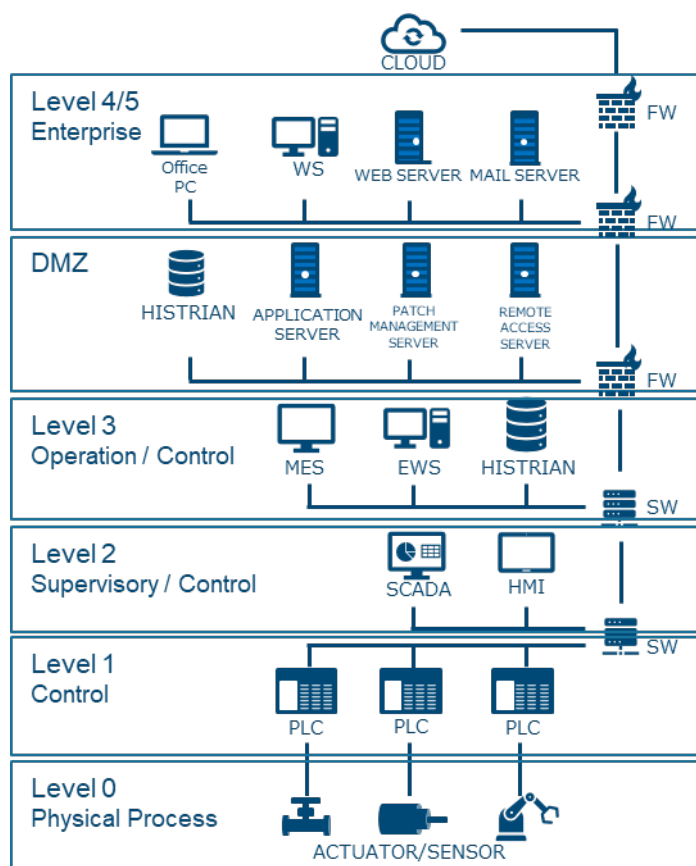 CLOUD
Level 4/5
Enterprise
FW
Office
PC
WS
WEB SERVER
MAIL SERVER
FW
DMZ
HISTRIAN
APPLICATION
SERVER
PATCH
MANAGEMENT
SERVER
REMOTE
ACCESS
SERVER
FW
Level 3
Operation / Control
MES
EWS
HISTRIAN
SW
Level 2
Supervisory / Control
SCADA
HMI
SW
Level 1
Control
PLC
PLC
PLC
Level 0
Physical Process
ACTUATOR/SENSOR